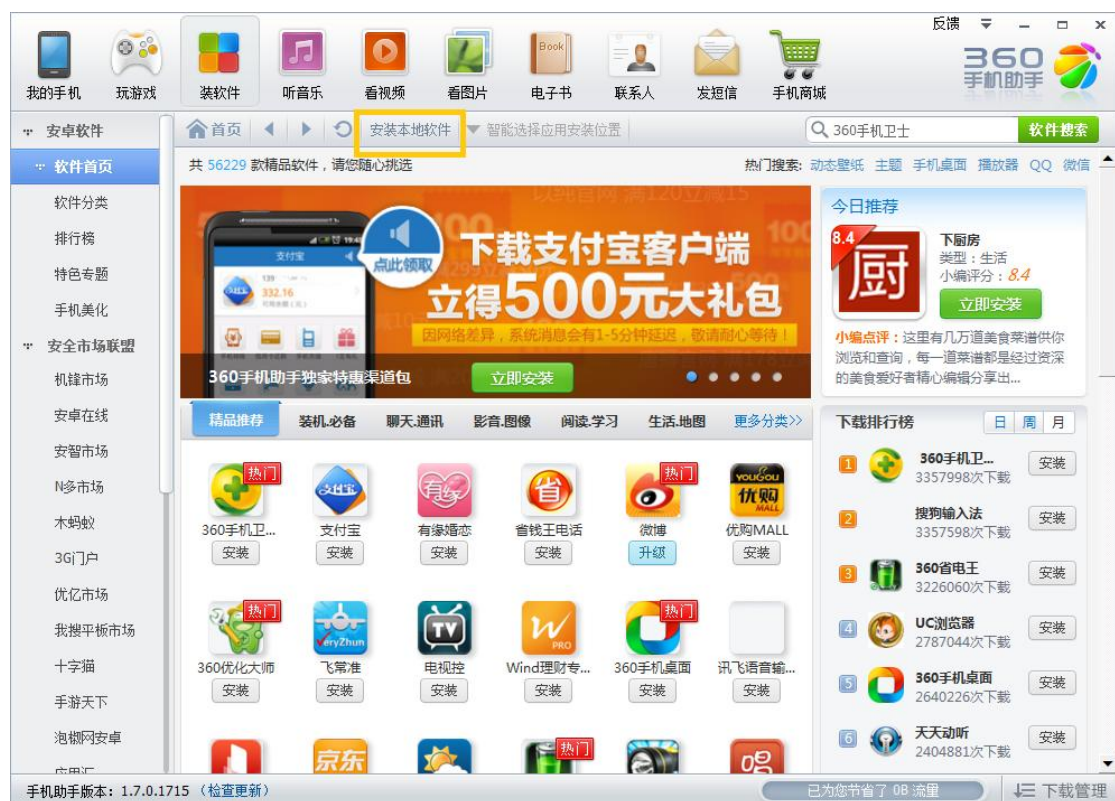 反馈
我的手机
玩游戏
装软件
听音乐
看视频
看图片
Book
电子书
联系人
发短信
手机商城
360
手机助手
安卓软件
首页
安装本地软件
智能选择应用安装位置
360手机卫士
软件搜索
软件首页
共 56229 款精品软件，请您随心挑选
热门搜索: 动态壁纸 主题 手机桌面 播放器 QQ 微信
软件分类
排行榜
特色专题
手机美化
安全市场联盟
机锋市场
安卓在线
安智市场
N多市场
木蚂蚁
3G门户
优亿市场
我搜平板市场
十字猫
手游天下
泡椒网安卓
应用汇
支付宝
332.16
点此领取
下载支付宝客户端
立得500元大礼包
因网络差异，系统消息会有1-5分钟延迟，敬请耐心等待！
360手机助手独家特惠渠道包
立即安装
今日推荐
8.4
厨
下厨房
类型：生活
小编评分：8.4
立即安装
小编点评：这里有几万道美食菜谱供你
浏览和查询，每一道菜谱都是经过资深
的美食爱好者精心编辑分享出...
精品推荐
装机.必备
聊天.通讯
影音.图像
阅读.学习
生活.地图
更多分类>>
热门
支付宝
有缘
省
热门
YOUGOU
优购
MALL
360手机卫...
支付宝
有缘婚恋
省钱王电话
微博
优购MALL
安装
安装
安装
安装
升级
安装
热门
VeryZhun
TV
W
PRO
热门
360优化大师
飞常准
电视控
Wind理财专...
360手机桌面
讯飞语音输...
安装
安装
安装
安装
安装
安装
京东
热门
唱
下载排行榜
日
周
月
1
360手机卫...
3357998次下载
安装
2
搜狗输入法
3357598次下载
安装
3
360省电王
3226060次下载
安装
4
UC浏览器
2787044次下载
安装
5
360手机桌面
2640226次下载
安装
6
天天动听
2404881次下载
安装
手机助手版本: 1.7.0.1715 （检查更新）
已为您节省了 0B 流量
下载管理